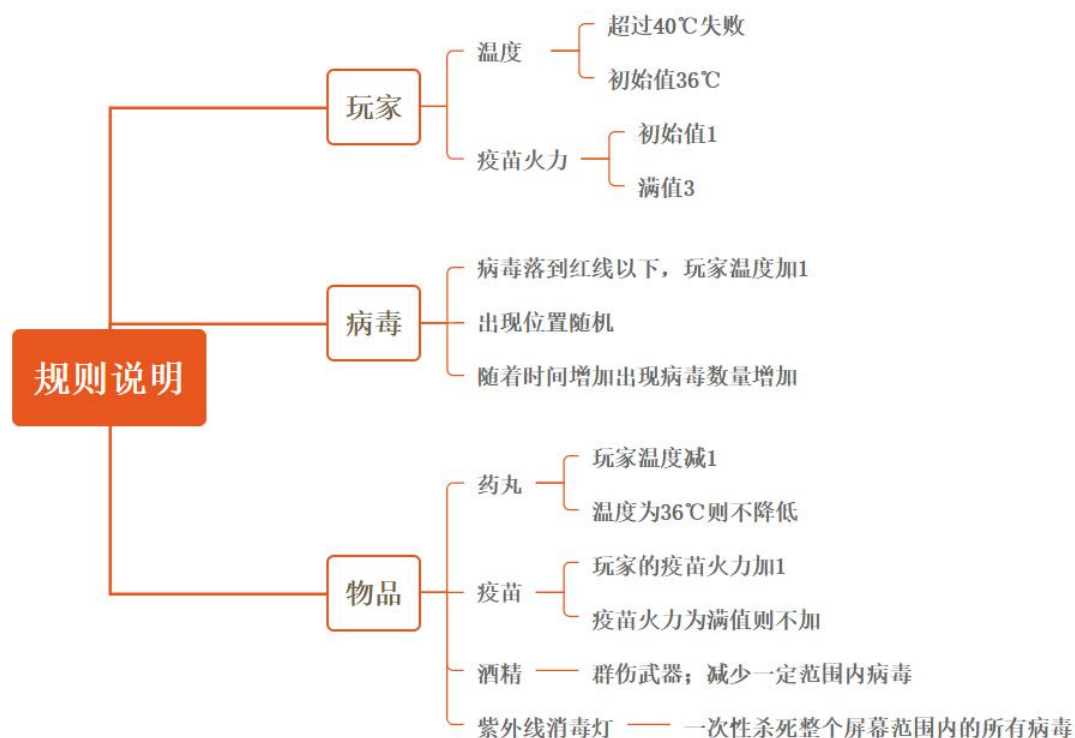 规则说明
玩家
温度
超过40℃失败
初始值36℃
疫苗火力
初始值1
满值3
病毒
病毒落到红线以下，玩家温度加1
出现位置随机
随着时间增加出现病毒数量增加
物品
药丸
玩家温度减1
温度为36℃则不降低
疫苗
玩家的疫苗火力加1
疫苗火力为满值则不加
酒精
群伤武器；减少一定范围内病毒
紫外线消毒灯
一次性杀死整个屏幕范围内的所有病毒